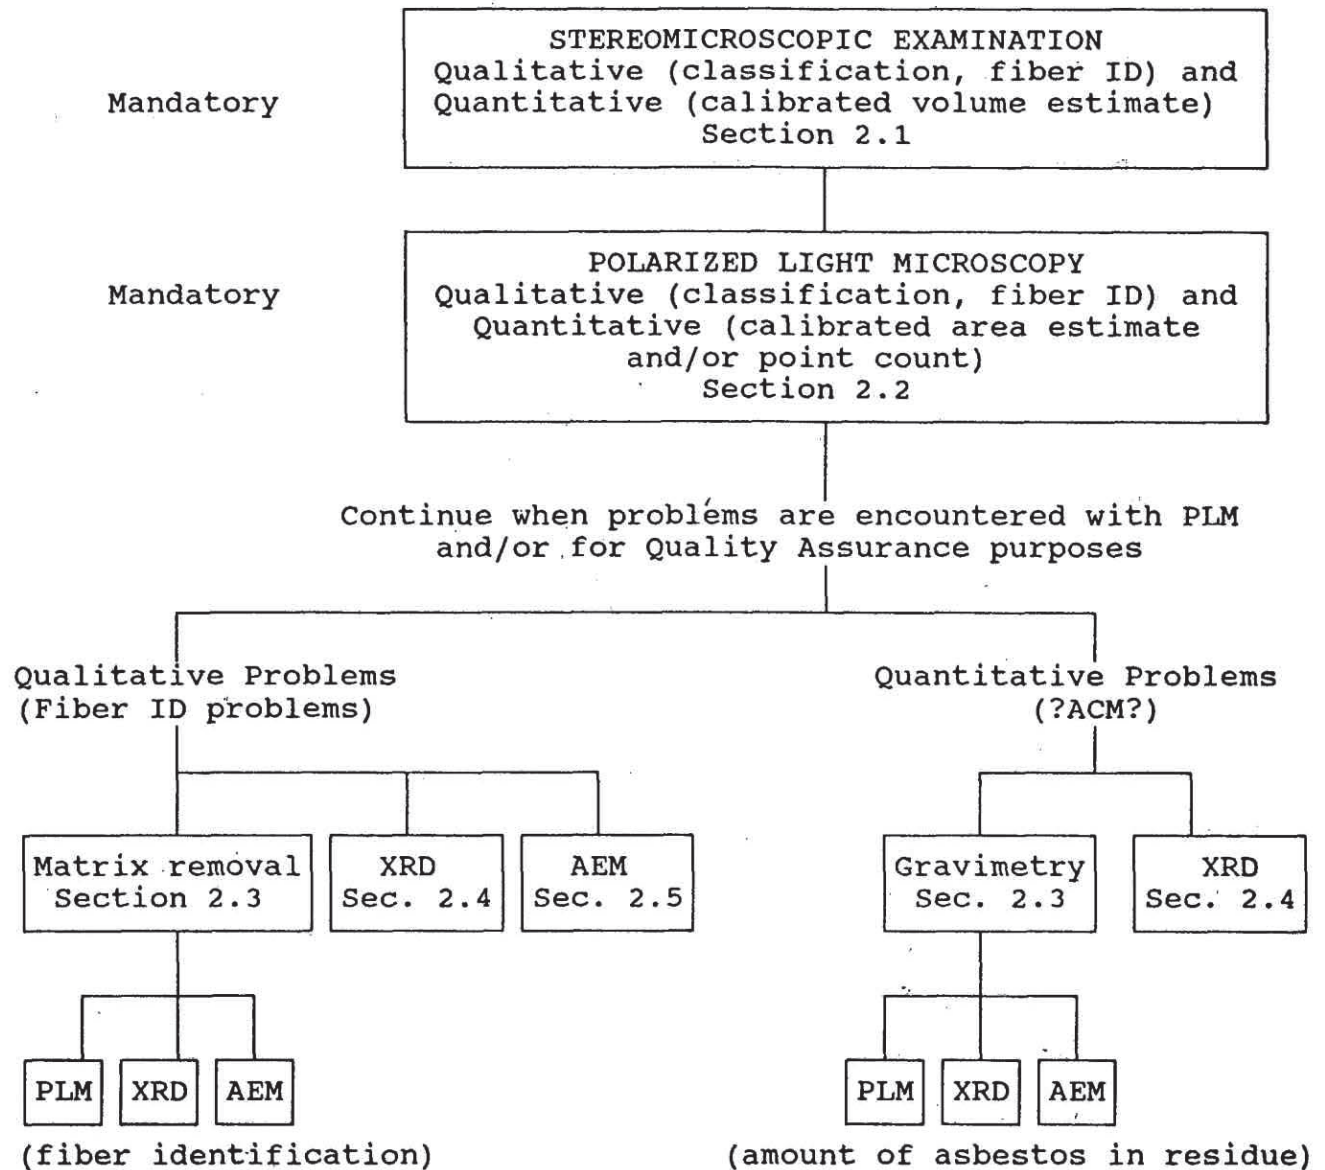 STEREOMICROSCOPIC EXAMINATION
Mandatory
Qualitative (classification, fiber ID) and
Quantitative (calibrated volume estimate)
Section 2.1
POLARIZED LIGHT MICROSCOPY
Mandatory
Qualitative (classification, fiber ID) and
Quantitative (calibrated area estimate
and/or point count)
Section 2.2
Continue when problems are encountered with PLM
and/or for Quality Assurance purposes
Qualitative Problems
(Fiber ID problems)
Quantitative Problems
(?ACM?)
Matrix removal
Section 2.3
XRD
Sec. 2.4
AEM
Sec. 2.5
Gravimetry
Sec. 2.3
XRD
Sec. 2.4
PLM
XRD
AEM
(fiber identification)
PLM
XRD
AEM
(amount of asbestos in residue)